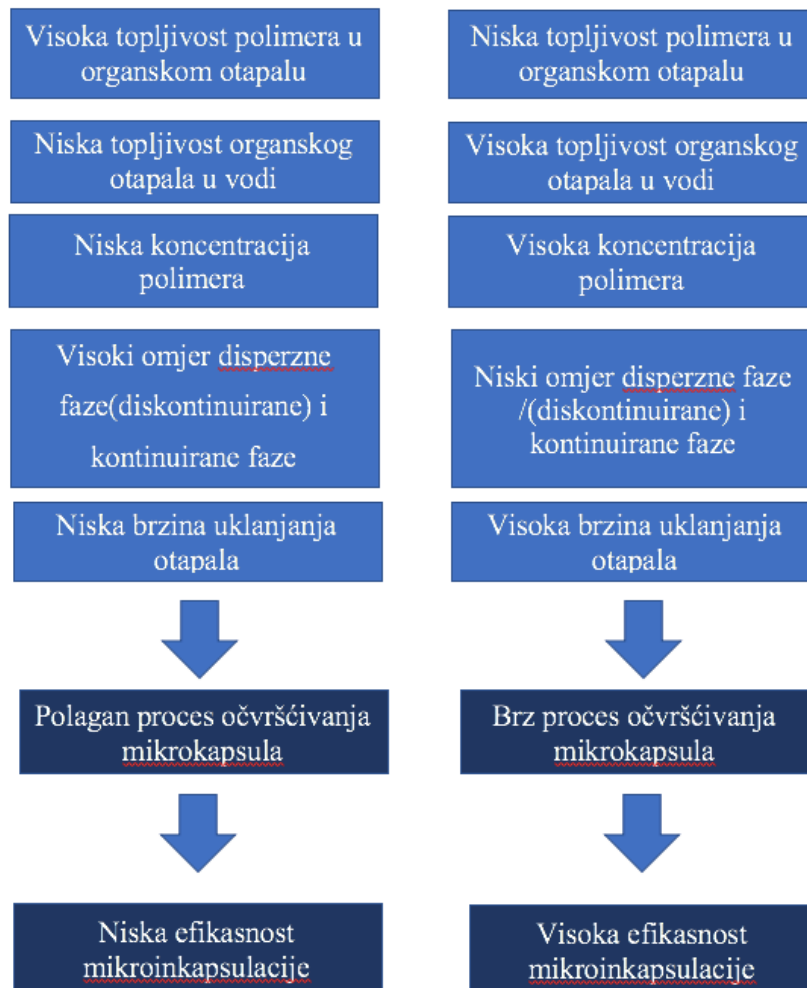 Visoka topljivost polimera u
organskom otapalu
Niska topljivost organskog
otapala u vodi
Niska koncentracija
polimera
Visoki omjer disperzne
faze(diskontinuirane) i
kontinuirane faze
Niska brzina uklanjanja
otapala
Polagan proces očvršćivanja
mikrokapsula
Niska efikasnost
mikroinkapsulacije
Niska topljivost polimera u
organskom otapalu
Visoka topljivost organskog
otapala u vodi
Visoka koncentracija
polimera
Niski omjer disperzne faze
/(diskontinuirane) i
kontinuirane faze
Visoka brzina uklanjanja
otapala
Brz proces očvršćivanja
mikrokapsula
Visoka efikasnost
mikroinkapsulacije